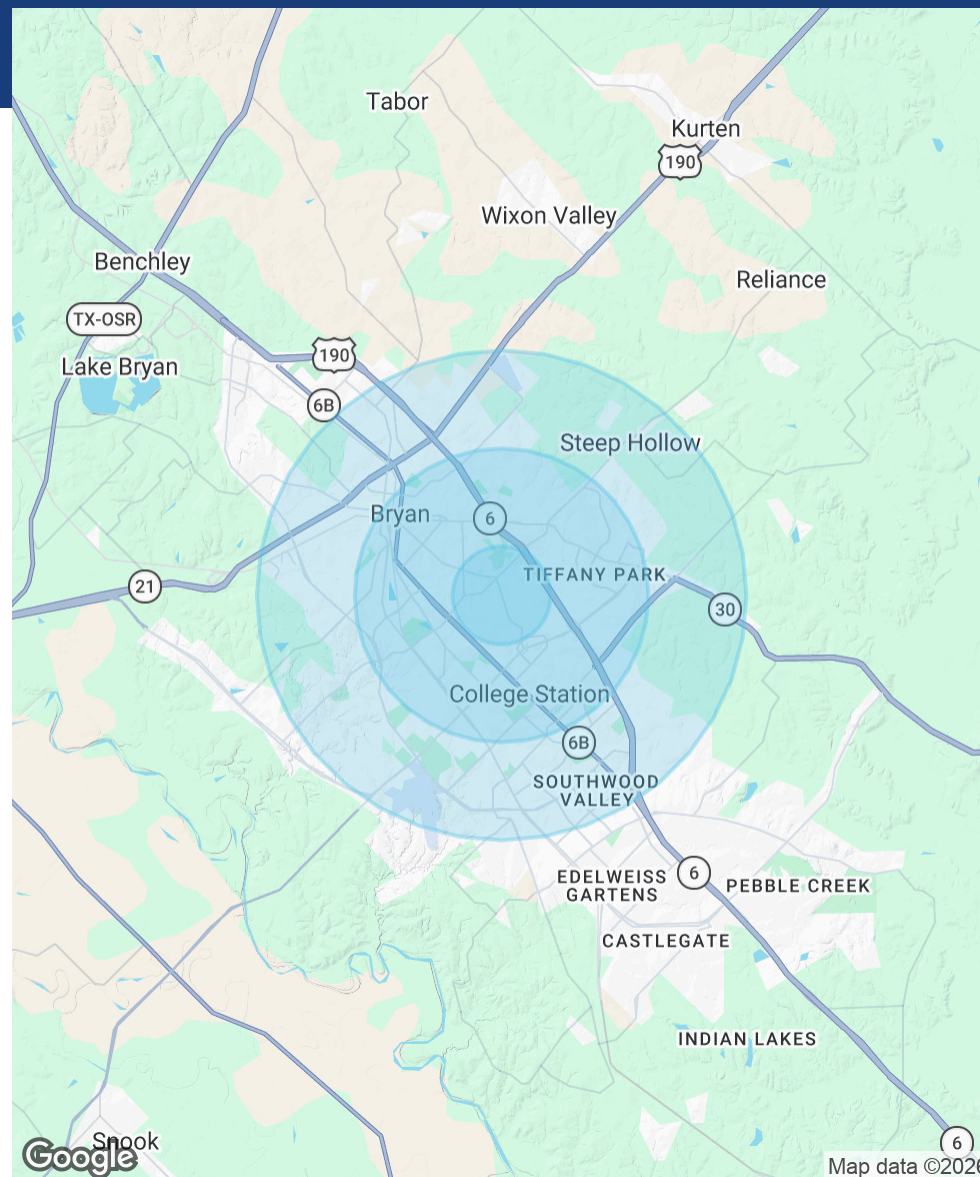 Tabor
Kurten
190
Wixon Valley
Benchley
Reliance
TX-OSR
190
Lake Bryan
6B
Steep Hollow
Bryan
6
TIFFANY PARK
21
30
College Station
6B
SOUTHWOOD
VALLEY
6
EDELWEISS
GARTENS
PEBBLE CREEK
CASTLEGATE
INDIAN LAKES
Snook
6
Google
Map data ©2026